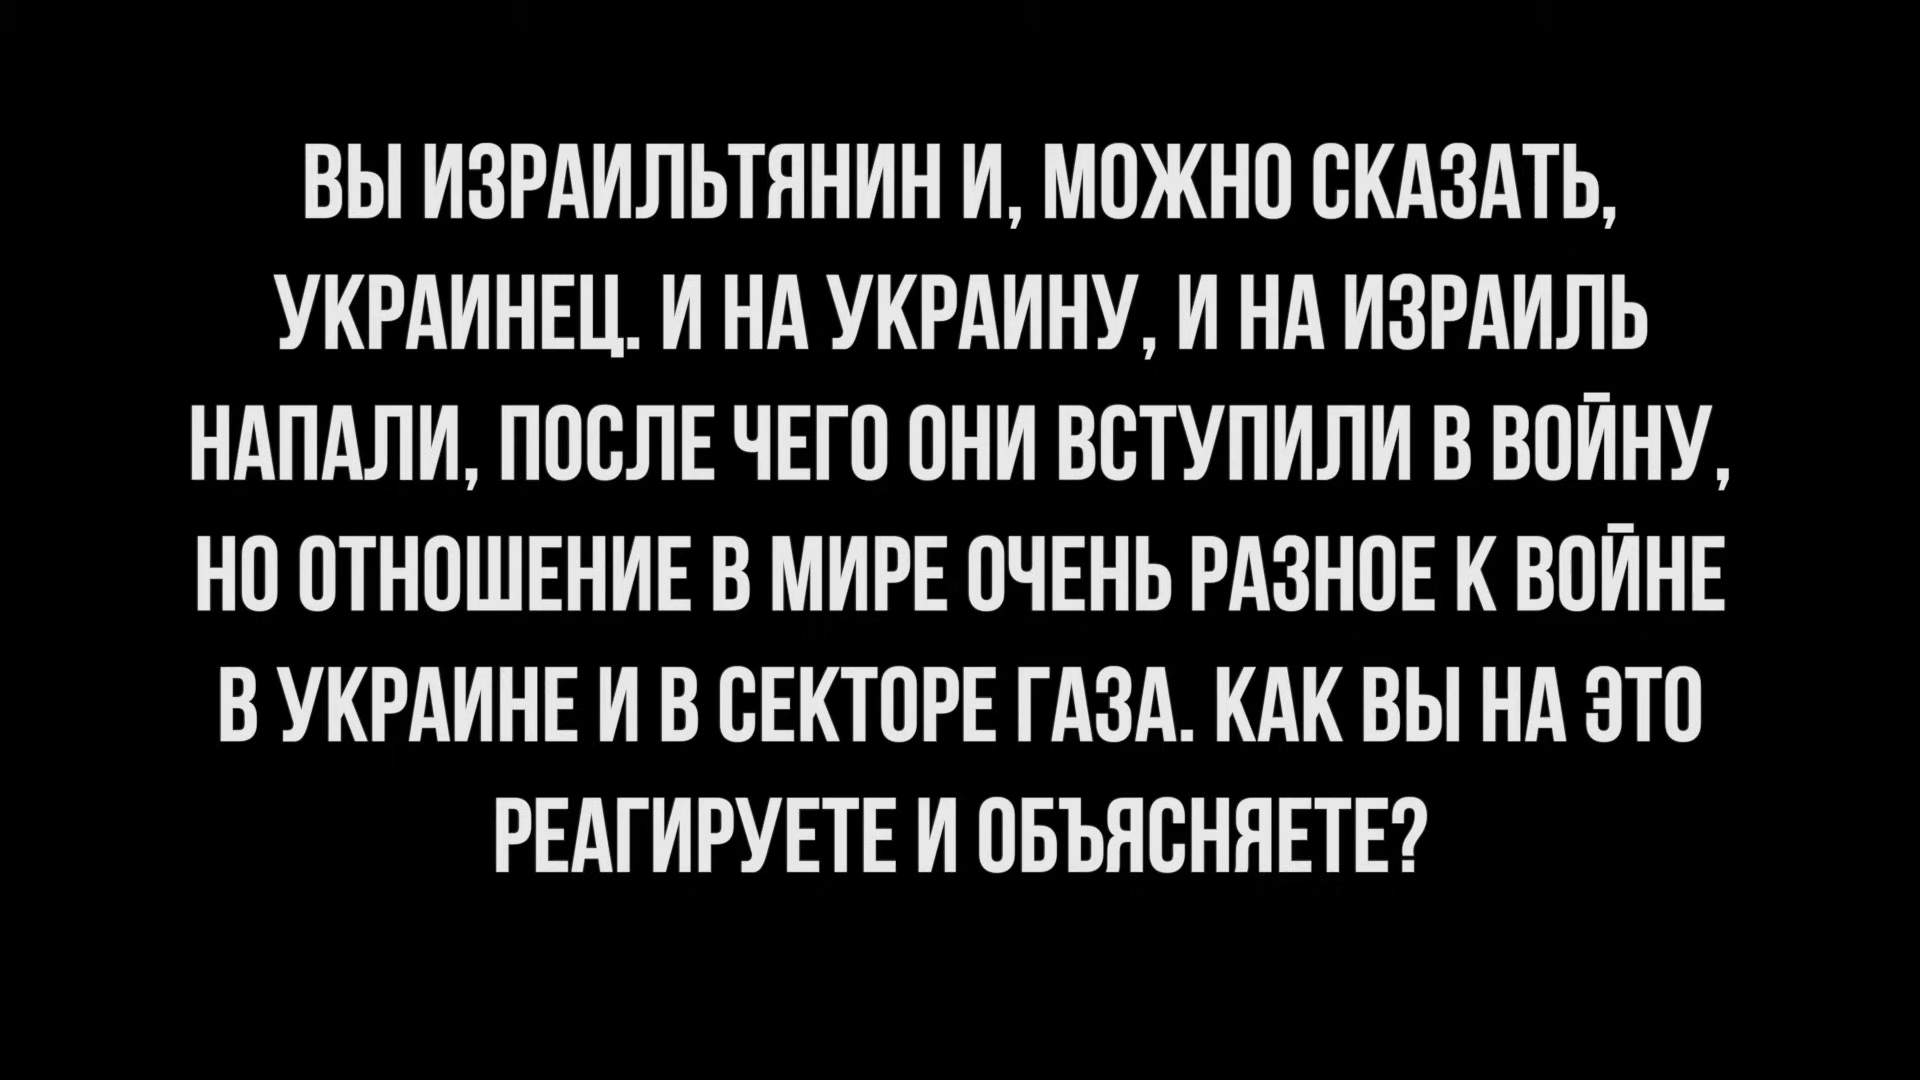 ВЫ ИЗРАИЛЬТЯНИН И, МОЖНО СКАЗАТЬ,
УКРАИНЕЦ. И НА УКРАИНУ, И НА ИЗРАИЛЬ
НАПАЛИ, ПОСЛЕ ЧЕГО ОНИ ВСТУПИЛИ В ВОЙНУ,
НО ОТНОШЕНИЕ В МИРЕ ОЧЕНЬ РАЗНОЕ К ВОЙНЕ
В УКРАИНЕ И В СЕКТОРЕ ГАЗА. КАК ВЫ НА ЭТО
РЕАГИРУЕТЕ И ОБЪЯСНЯЕТЕ?